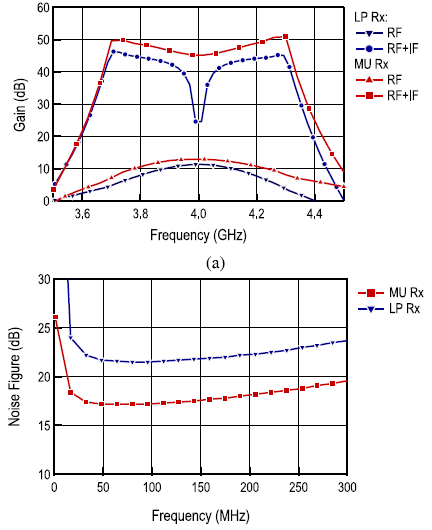 60
50
40
30
20
10
0
Gain (dB)
3.6
3.8
4.0
4.2
4.4
Frequency (GHz)
LP Rx:
RF
RF+IF
MU Rx
RF
RF+IF
(a)
30
25
20
15
10
Noise Figure (dB)
0
50
100
150
200
250
300
Frequency (MHz)
MU Rx
LP Rx